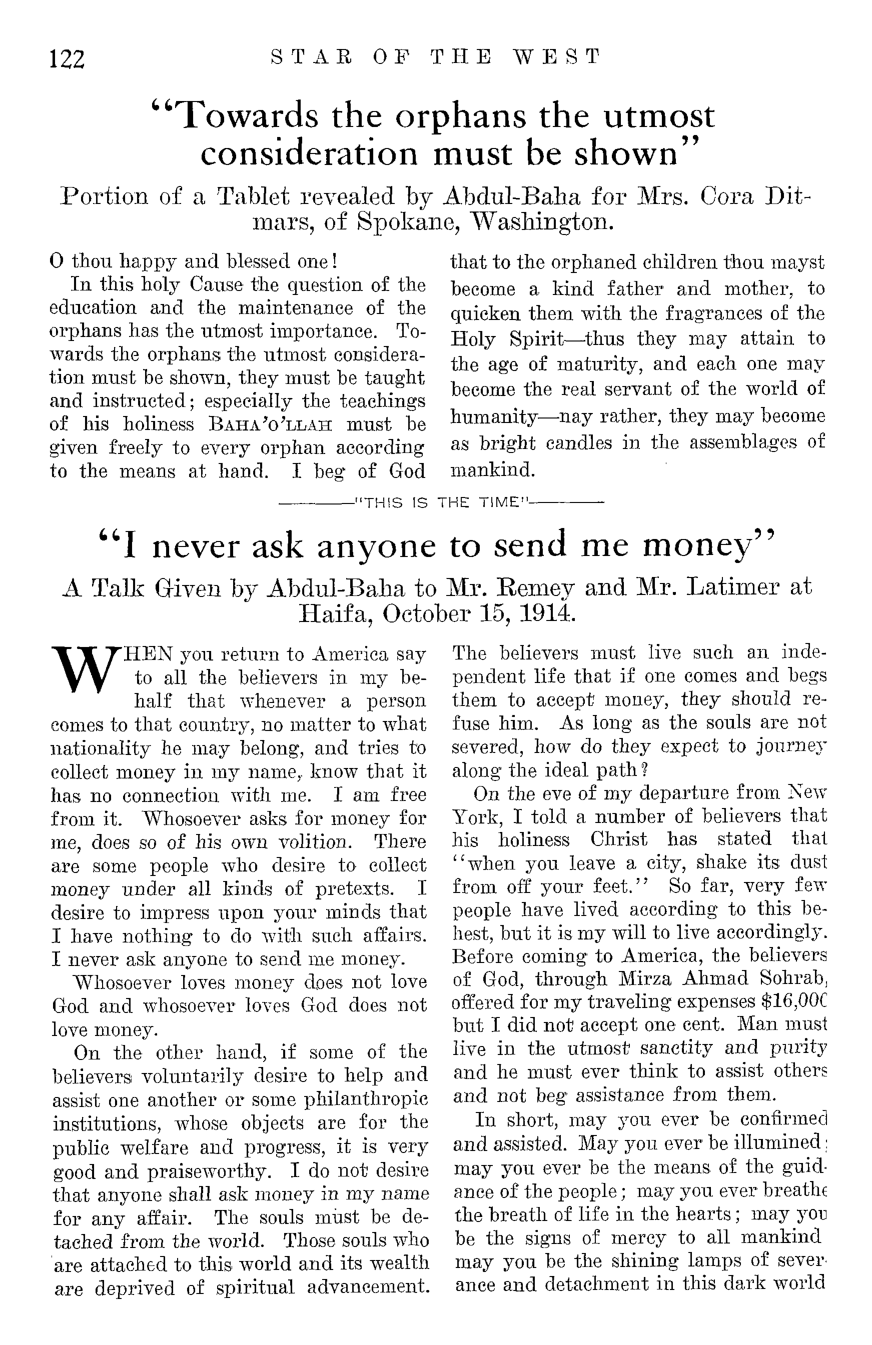 122
STAR OF THE WEST
“Towards the orphans the utmost
consideration must be shown”
Portion of a Tablet revealed by Abdul-Baha for Mrs. Cora Dit-
mars, of Spokane, Washington.
O thou happy and blessed one!
In this holy Cause the question of the
education and the maintenance of the
orphans has the utmost importance. To-
wards the orphans the utmost considera-
tion must be shown, they must be taught
and instructed; especially the teachings
of his holiness BAHA’O’LLAH must be
given freely to every orphan according
to the means at hand. I beg of God
that to the orphaned children thou mayst
become a kind father and mother, to
quicken them with the fragrances of the
Holy Spirit—thus they may attain to
the age of maturity, and each one may
become the real servant of the world of
humanity—nay rather, they may become
as bright candles in the assemblages of
mankind.
"THIS IS THE TIME"
“I never ask anyone to send me money”
A Talk Given by Abdul-Baha to Mr. Remey and Mr. Latimer at
Haifa, October 15, 1914.
WHEN you return to America say
to all the believers in my be-
half that whenever a person
comes to that country, no matter to what
nationality he may belong, and tries to
collect money in my name, know that it
has no connection with me. I am free
from it. Whosoever asks for money for
me, does so of his own volition. There
are some people who desire to collect
money under all kinds of pretexts. I
desire to impress upon your minds that
I have nothing to do with such affairs.
I never ask anyone to send me money.
Whosoever loves money does not love
God and whosoever loves God does not
love money.
On the other hand, if some of the
believers voluntarily desire to help and
assist one another or some philanthropic
institutions, whose objects are for the
public welfare and progress, it is very
good and praiseworthy. I do not desire
that anyone shall ask money in my name
for any affair. The souls must be de-
tached from the world. Those souls who
are attached to this world and its wealth
are deprived of spiritual advancement.
The believers must live such an inde-
pendent life that if one comes and begs
them to accept money, they should re-
fuse him. As long as the souls are not
severed, how do they expect to journey
along the ideal path?
On the eve of my departure from New
York, I told a number of believers that
his holiness Christ has stated that
“when you leave a city, shake its dust
from off your feet.” So far, very few
people have lived according to this be-
hest, but it is my will to live accordingly.
Before coming to America, the believers
of God, through Mirza Ahmad Sohrab,
offered for my traveling expenses $16,000
but I did not accept one cent. Man must
live in the utmost sanctity and purity
and he must ever think to assist others
and not beg assistance from them.
In short, may you ever be confirmed
and assisted. May you ever be illumined;
may you ever be the means of the guid-
ance of the people; may you ever breathe
the breath of life in the hearts; may you
be the signs of mercy to all mankind
may you be the shining lamps of sever-
ance and detachment in this dark world